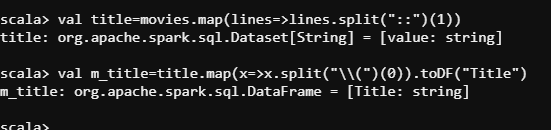 scala> val title=movies.map(lines=>lines.split("::")(1))
title: org.apache.spark.sql.Dataset[String] = [value: string]
scala> val m_title=title.map(x=>x.split("\\(")(0)).toDF("Title")
m_title: org.apache.spark.sql.DataFrame = [Title: string]
scala>